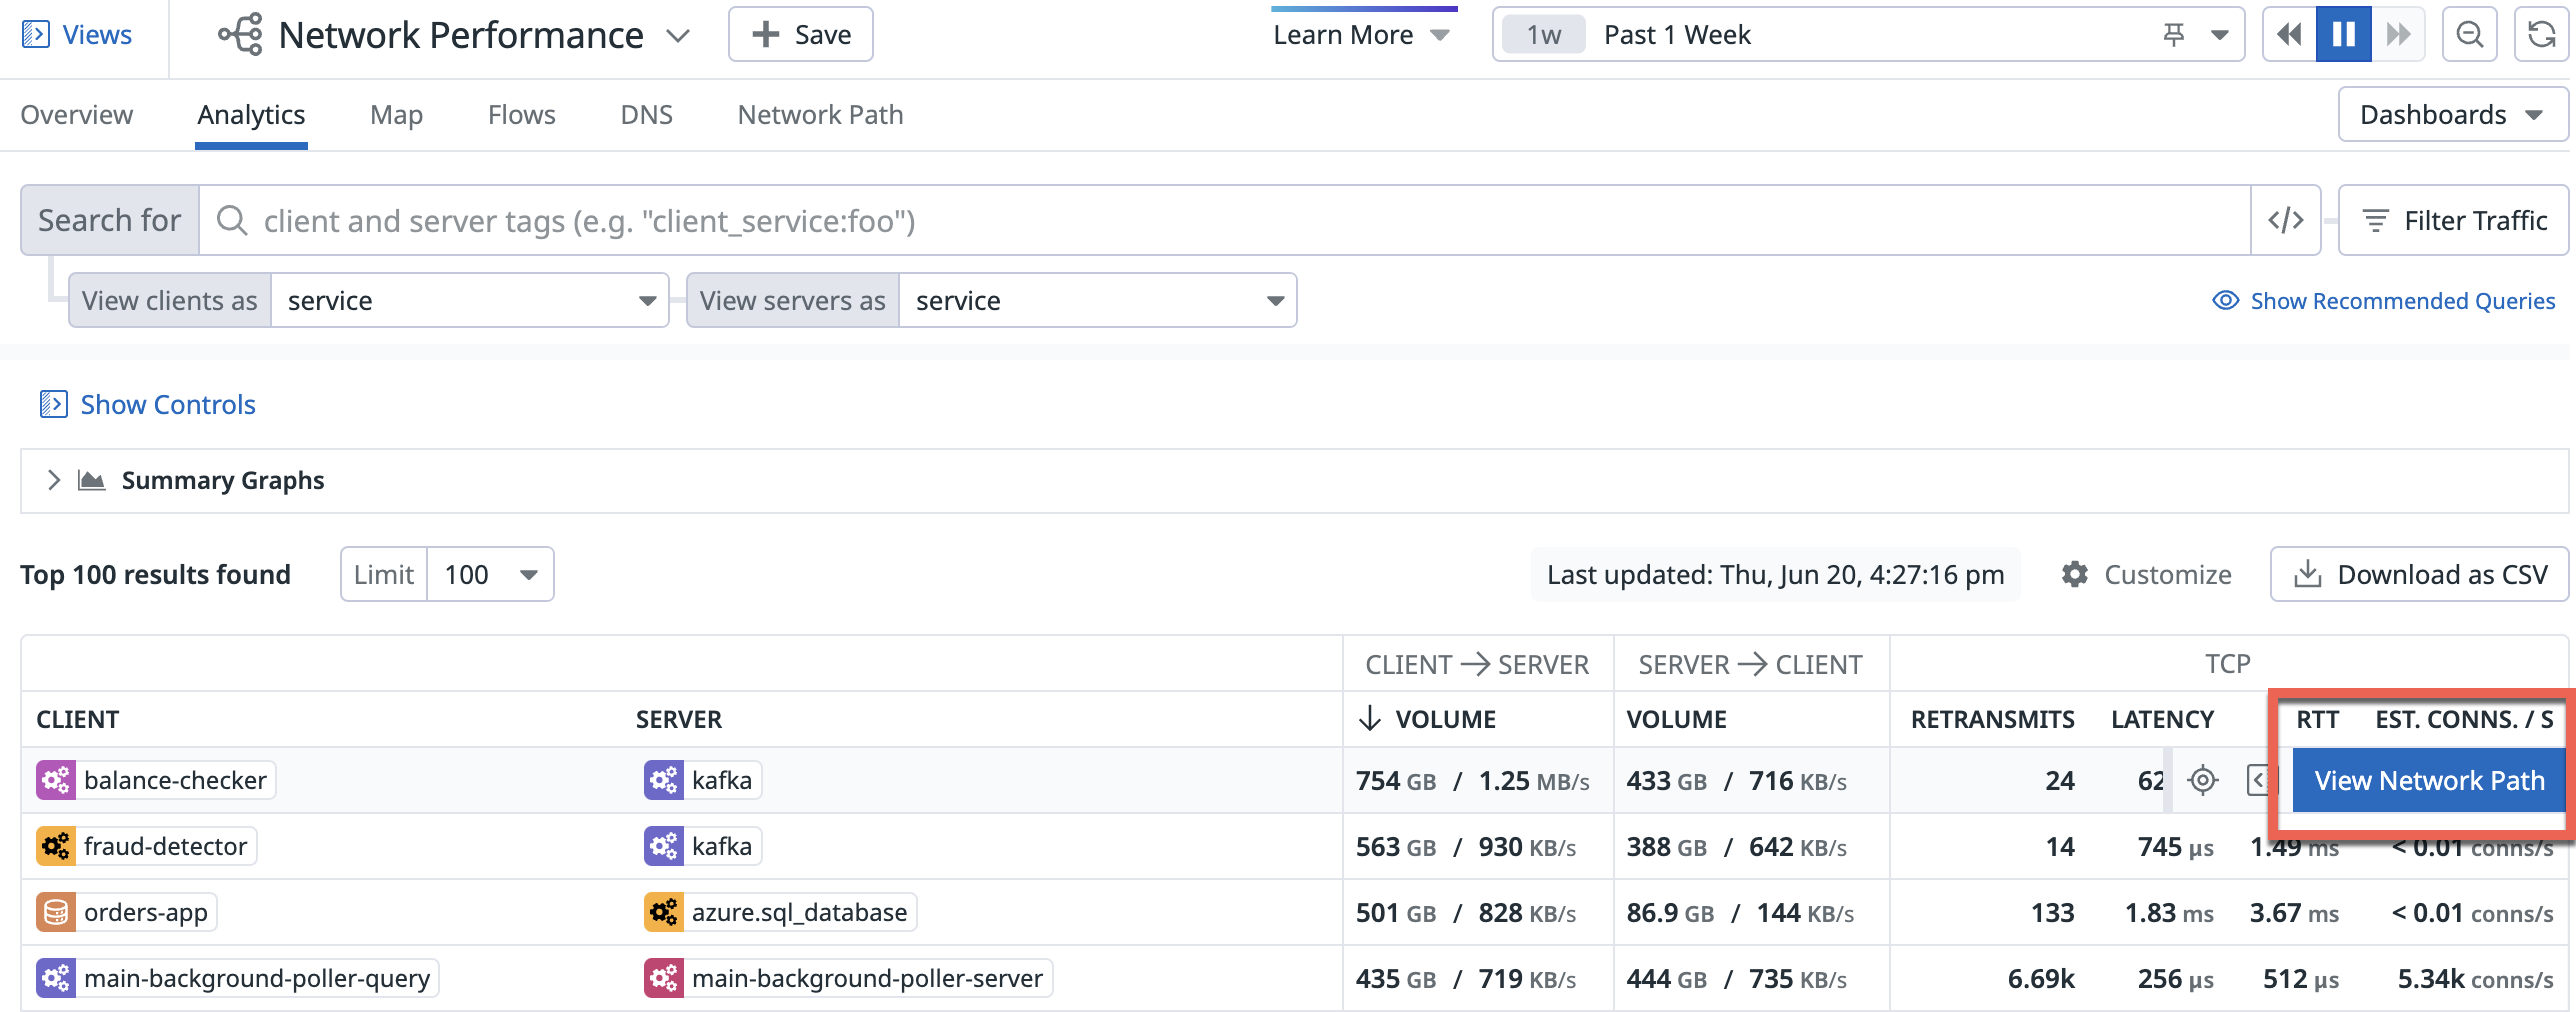 Views Network Performance Save Learn More 1w Past 1 Week
Overview Analytics Map Flows DNS Network Path Dashboards
Search for client and server tags (e.g. "client_service:foo") </> Filter Traffic
View clients as service View servers as service Show Recommended Queries
Show Controls
Summary Graphs
Top 100 results found Limit 100 Last updated: Thu, Jun 20, 4:27:16 pm Customize Download as CSV
CLIENT → SERVER SERVER → CLIENT TCP
CLIENT SERVER ↓ VOLUME VOLUME RETRANSMITS LATENCY RTT EST. CONNS. / S
balance-checker kafka 754 GB / 1.25 MB/s 433 GB / 716 KB/s 24 62 View Network Path
fraud-detector kafka 563 GB / 930 KB/s 388 GB / 642 KB/s 14 745 µs 1.49 ms < 0.01 conns/s
orders-app azure.sql_database 501 GB / 828 KB/s 86.9 GB / 144 KB/s 133 1.83 ms 3.67 ms < 0.01 conns/s
main-background-poller-query main-background-poller-server 435 GB / 719 KB/s 444 GB / 735 KB/s 6.69k 256 µs 512 µs 5.34k conns/s